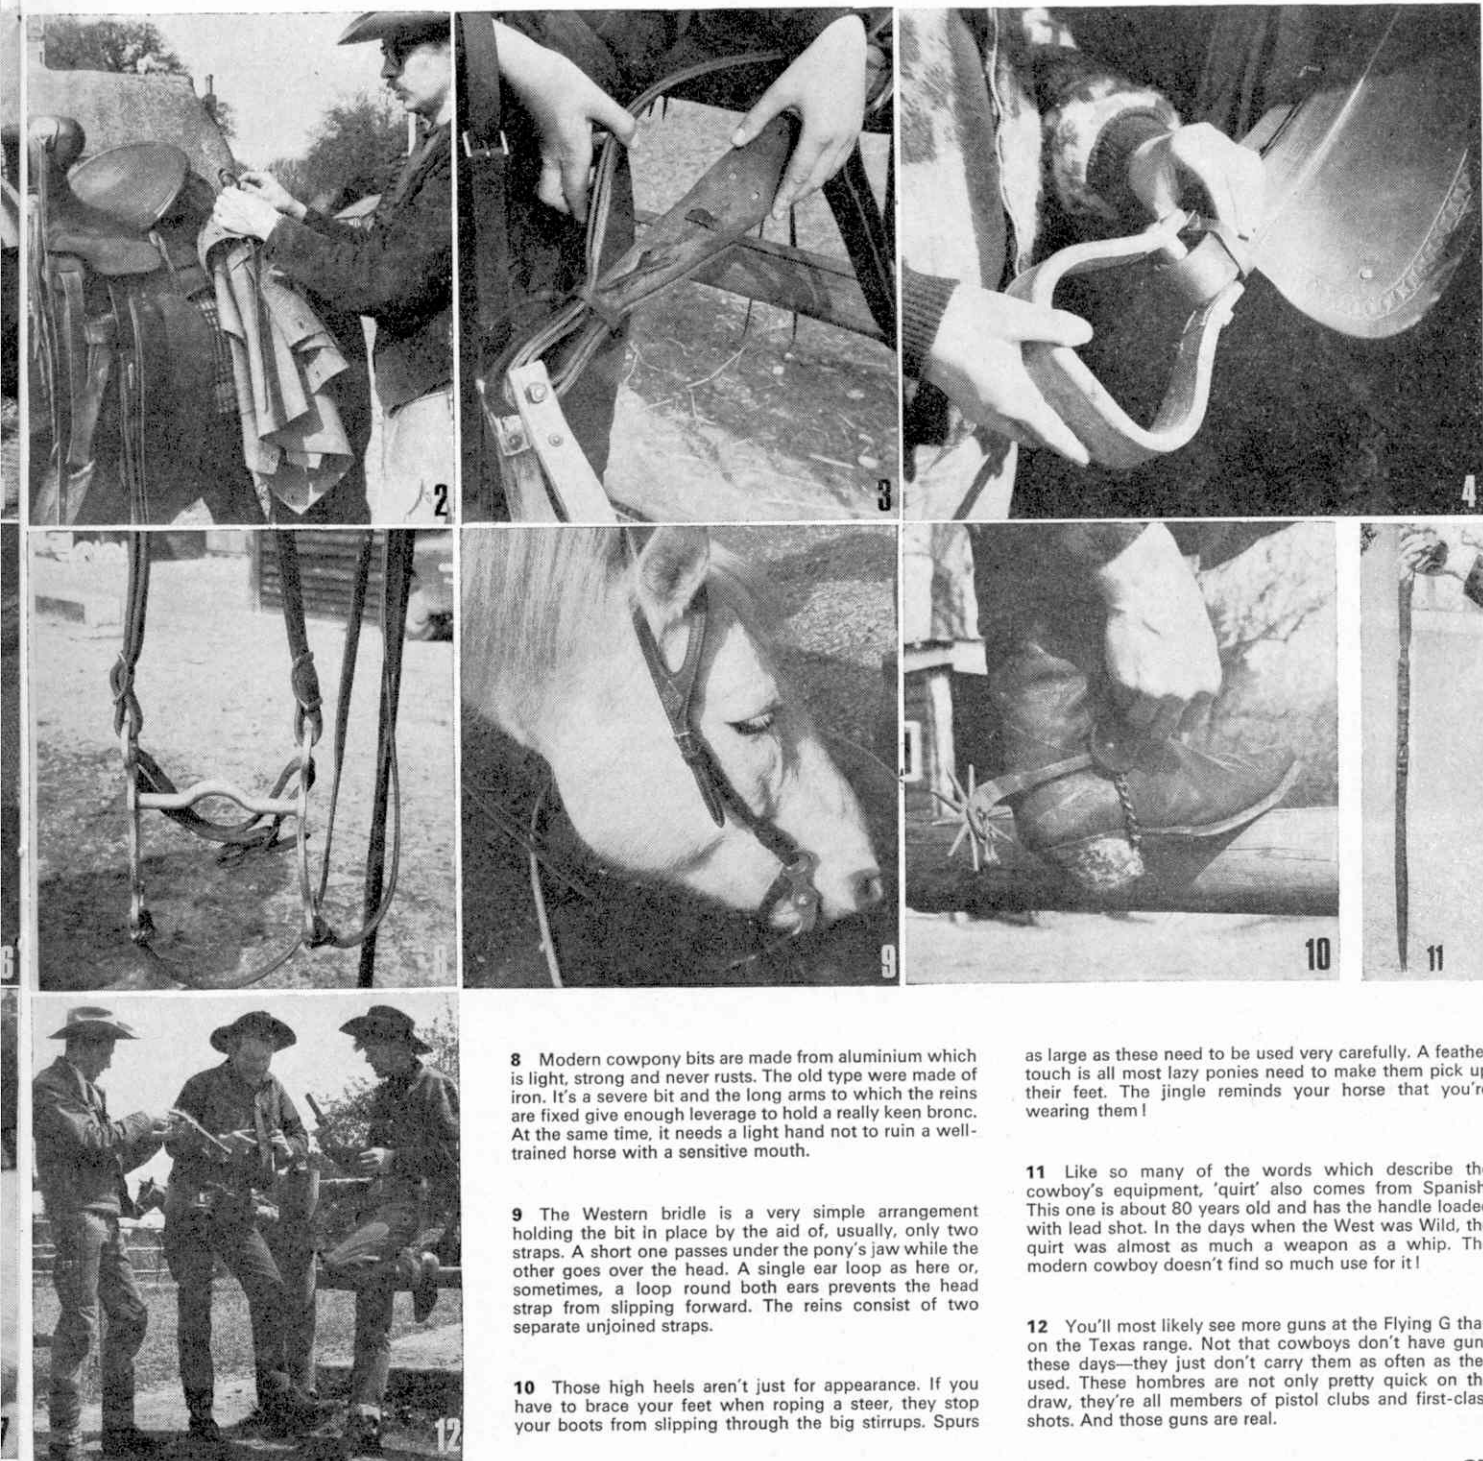 2
3
4
6
8
9
10
11
7
12
8 Modern cowpony bits are made from aluminium which
is light, strong and never rusts. The old type were made of
iron. It's a severe bit and the long arms to which the reins
are fixed give enough leverage to hold a really keen bronc.
At the same time, it needs a light hand not to ruin a well-
trained horse with a sensitive mouth.
9 The Western bridle is a very simple arrangement
holding the bit in place by the aid of, usually, only two
straps. A short one passes under the pony's jaw while the
other goes over the head. A single ear loop as here or,
sometimes, a loop round both ears prevents the head
strap from slipping forward. The reins consist of two
separate unjoined straps.
10 Those high heels aren't just for appearance. If you
have to brace your feet when roping a steer, they stop
your boots from slipping through the big stirrups. Spurs
as large as these need to be used very carefully. A feathe
touch is all most lazy ponies need to make them pick u
their feet. The jingle reminds your horse that you'r
wearing them !
11 Like so many of the words which describe th
cowboy's equipment, 'quirt' also comes from Spanish
This one is about 80 years old and has the handle loade
with lead shot. In the days when the West was Wild, th
quirt was almost as much a weapon as a whip. Th
modern cowboy doesn't find so much use for it !
12 You'll most likely see more guns at the Flying G tha
on the Texas range. Not that cowboys don't have gun
these days—they just don't carry them as often as the
used. These hombres are not only pretty quick on th
draw, they're all members of pistol clubs and first-clas
shots. And those guns are real.